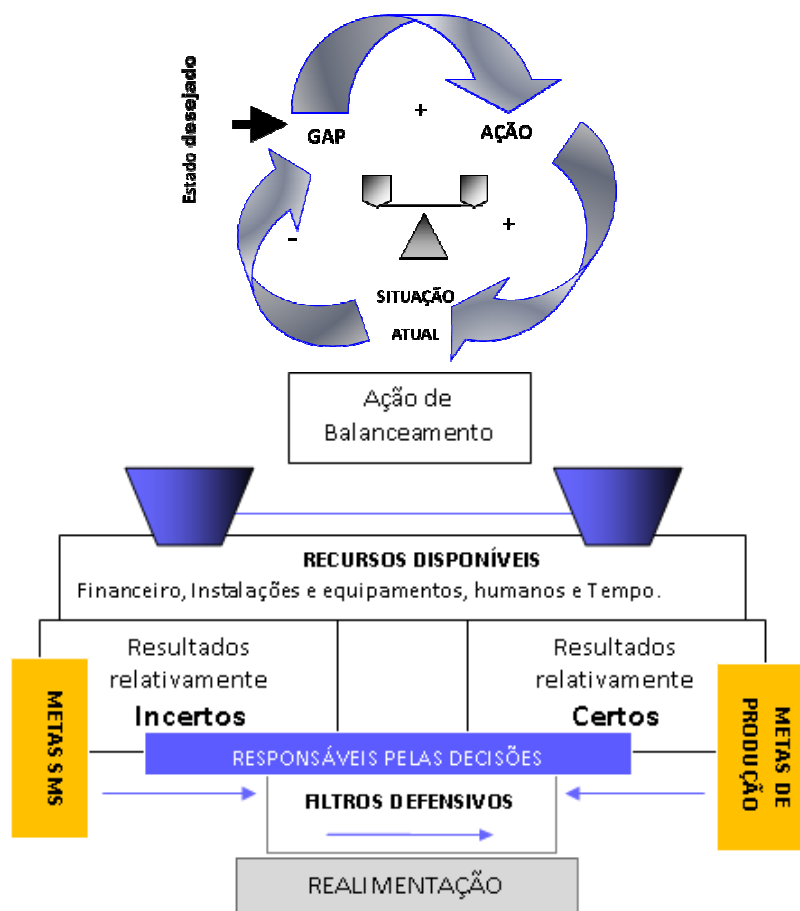 Estado desejado
+
GAP
AÇÃO
-
+
SITUAÇÃO
ATUAL
Ação de
Balanceamento
RECURSOS DISPONÍVEIS
Financeiro, Instalações e equipamentos, humanos e Tempo.
Resultados
relativamente
Incertos
Resultados
relativamente
Certos
METAS SMS
METAS DE
PRODUÇÃO
RESPONSÁVEIS PELAS DECISÕES
FILTROS DEFENSIVOS
REALIMENTAÇÃO